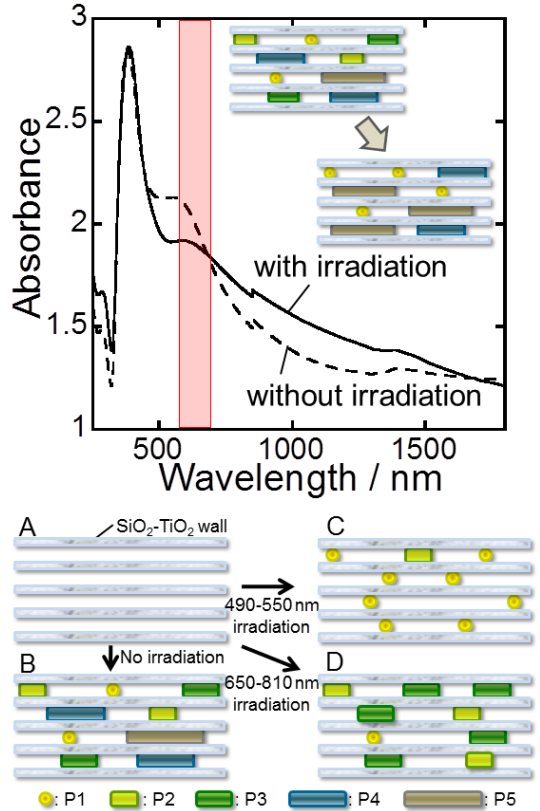 3
2.5
2
1.5
1
Absorbance
with irradiation
without irradiation
500 1000 1500
Wavelength / nm
A
SiO₂-TiO₂ wall
C
490-550 nm
irradiation
No irradiation
B
650-810 nm
irradiation
D
: P1 : P2 : P3 : P4 : P5